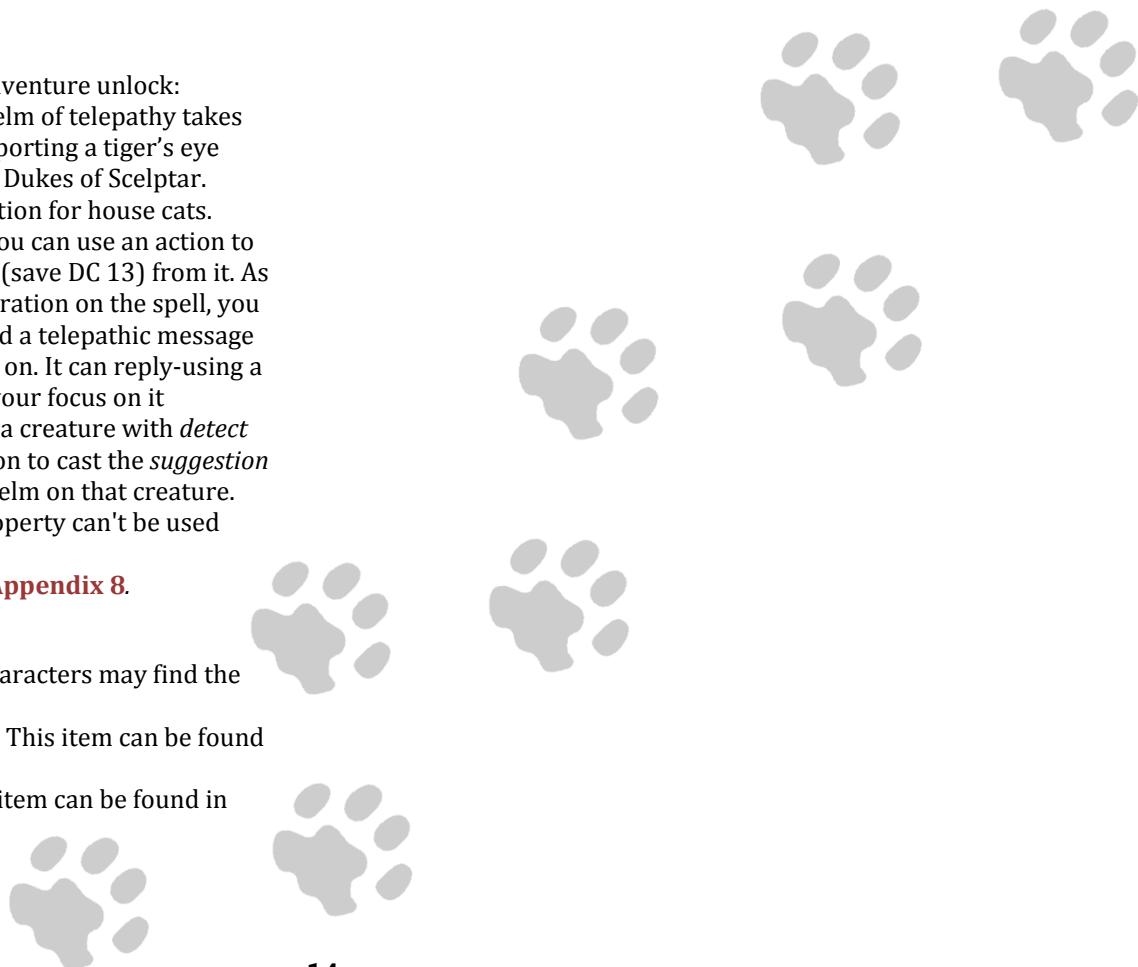 venture unlock:
elm of telepathy takes
porting a tiger’s eye
Dukes of Scelptar.
tion for house cats.
ou can use an action to
(save DC 13) from it. As
ration on the spell, you
d a telepathic message
on. It can reply-using a
your focus on it
a creature with detect
on to cast the suggestion
elm on that creature.
operty can't be used
Appendix 8.
aracters may find the
This item can be found
item can be found in